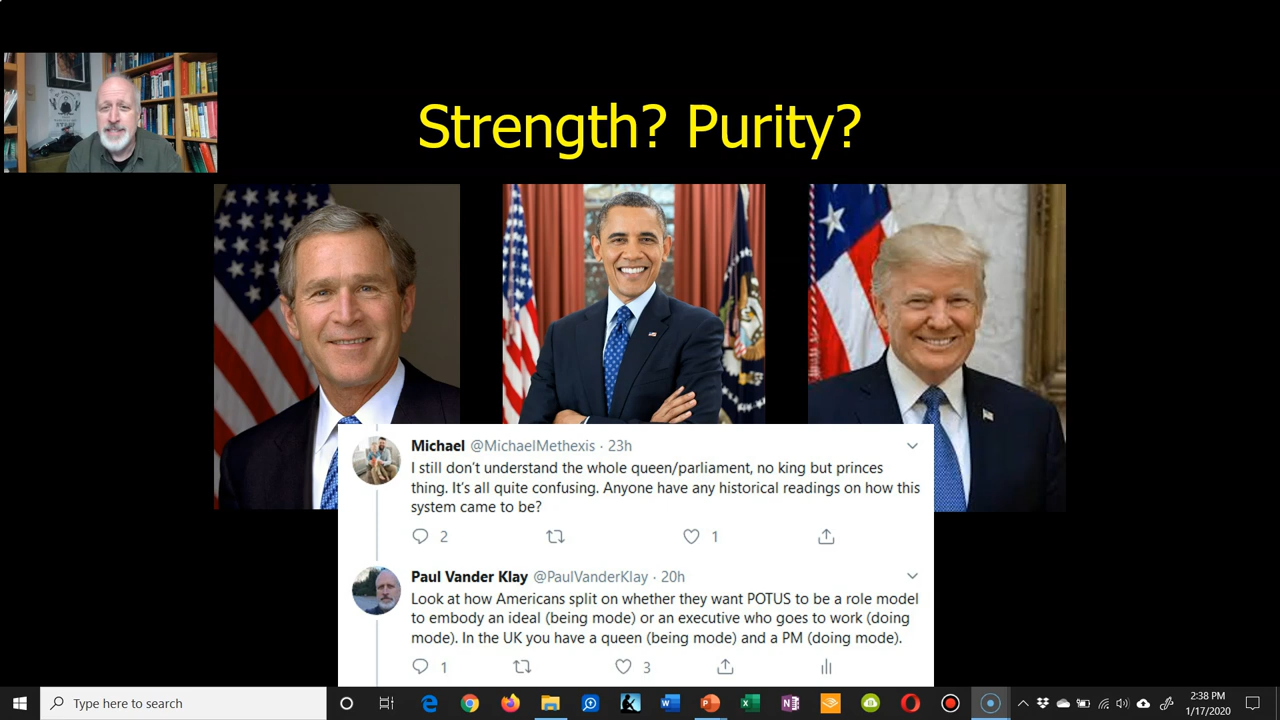 Strength? Purity?
Michael @MichaelMethexis · 23h
I still don't understand the whole queen/parliament, no king but princes
thing. It's all quite confusing. Anyone have any historical readings on how this
system came to be?
2 1
Paul Vander Klay @PaulVanderKlay · 20h
Look at how Americans split on whether they want POTUS to be a role model
to embody an ideal (being mode) or an executive who goes to work (doing
mode). In the UK you have a queen (being mode) and a PM (doing mode).
1 3
Type here to search
2:38 PM
1/17/2020